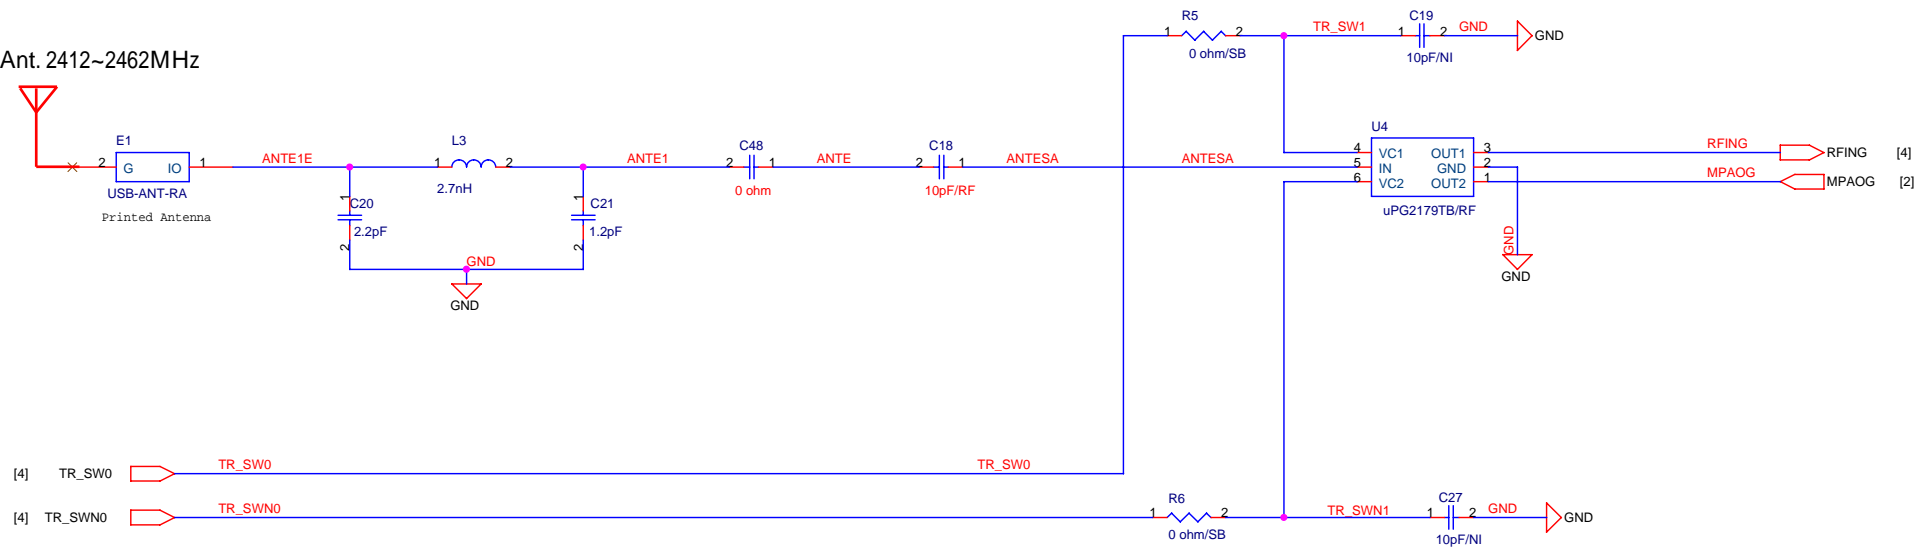 R5
1
2
0 ohm/SB
TR_SW1
C19
1
2
10pF/NI
GND
GND
Ant. 2412~2462MHz
E1
2
G
IO
1
USB-ANT-RA
Printed Antenna
ANTE1E
L3
1
2
2.7nH
ANTE1
C48
2
1
0 ohm
ANTE
C18
2
1
10pF/RF
ANTESA
ANTESA
U4
4
VC1
OUT1
3
5
IN
GND
2
6
VC2
OUT2
1
uPG2179TB/RF
RFING
RFING
[4]
MPAOG
MPAOG
[2]
1
C20
2.2pF
2
1
C21
1.2pF
2
GND
GND
GND
GND
[4]
TR_SW0
TR_SW0
TR_SW0
[4]
TR_SWN0
TR_SWN0
R6
1
2
0 ohm/SB
TR_SWN1
C27
1
2
10pF/NI
GND
GND